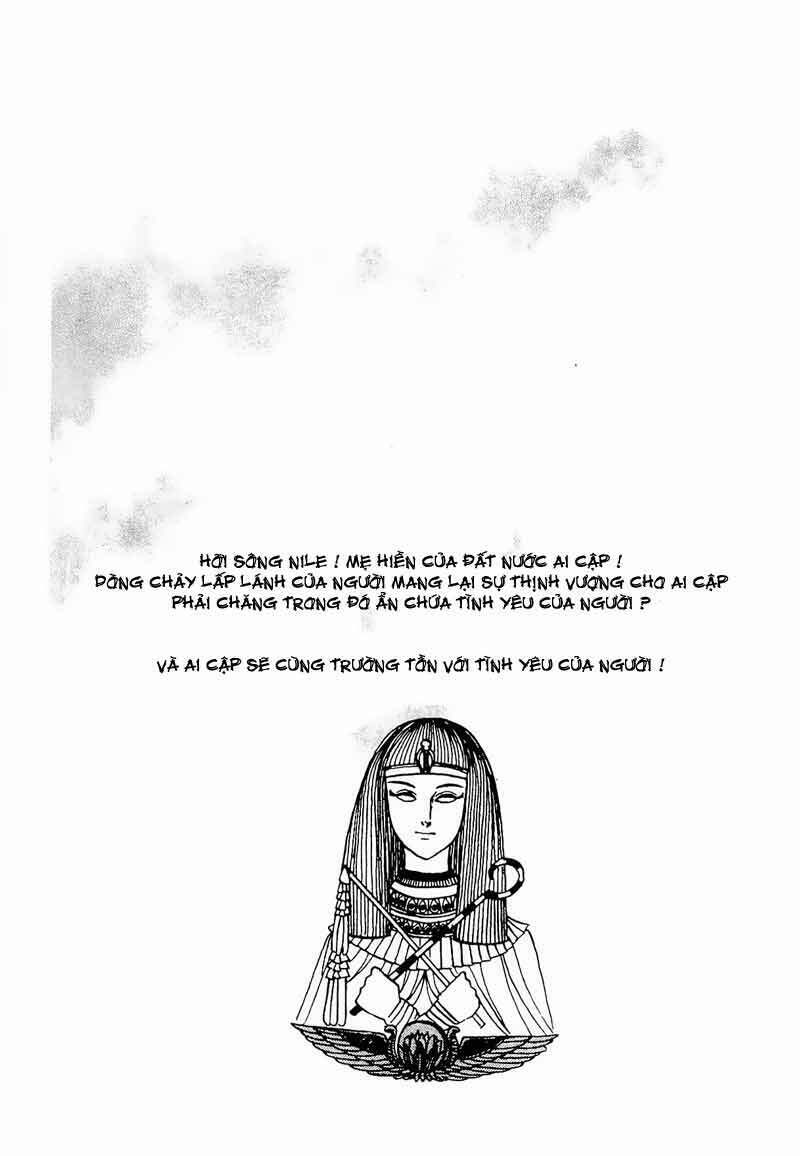 HỠI SÔNG NILE ! MẸ HIỀN CỦA ĐẤT NƯỚC AI CẬP !
DÒNG CHẢY LẤP LÁNH CỦA NGƯỜI MANG LẠI SỰ THỊNH VƯỢNG CHO AI CẬP
PHẢI CHĂNG TRONG ĐÓ ẨN CHỨA TÌNH YÊU CỦA NGƯỜI ?
VÀ AI CẬP SẼ CÙNG TRƯỜNG TỒN VỚI TÌNH YÊU CỦA NGƯỜI !